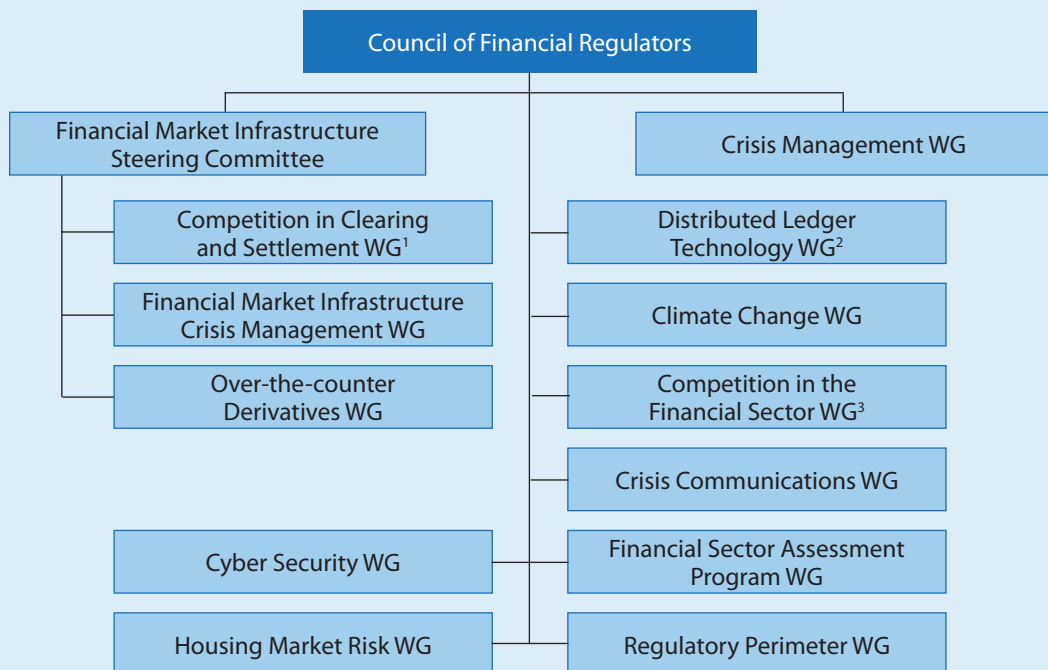 Council of Financial Regulators
Financial Market Infrastructure
Steering Committee
Crisis Management WG
Competition in Clearing
and Settlement WG¹
Distributed Ledger
Technology WG²
Financial Market Infrastructure
Crisis Management WG
Climate Change WG
Over-the-counter
Derivatives WG
Competition in the
Financial Sector WG³
Crisis Communications WG
Cyber Security WG
Financial Sector Assessment
Program WG
Housing Market Risk WG
Regulatory Perimeter WG